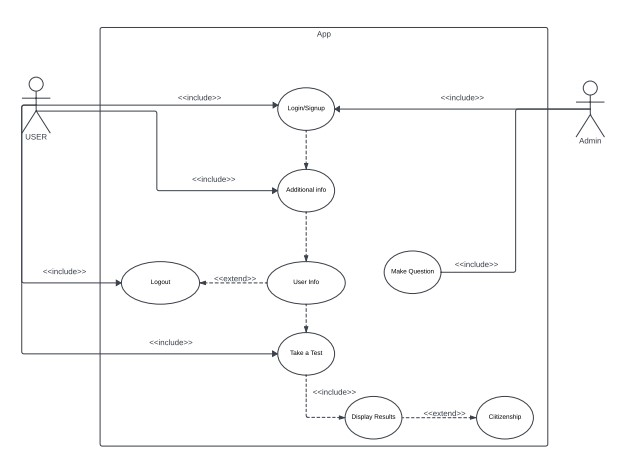 App
<<include>>
<<include>>
Login/Signup
USER
Admin
<<include>>
Additional info
<<include>>
<<include>>
Make Question
<<extend>>
Logout
User Info
<<include>>
Take a Test
<<include>>
Display Results
<<extend>>
Ciitizenship